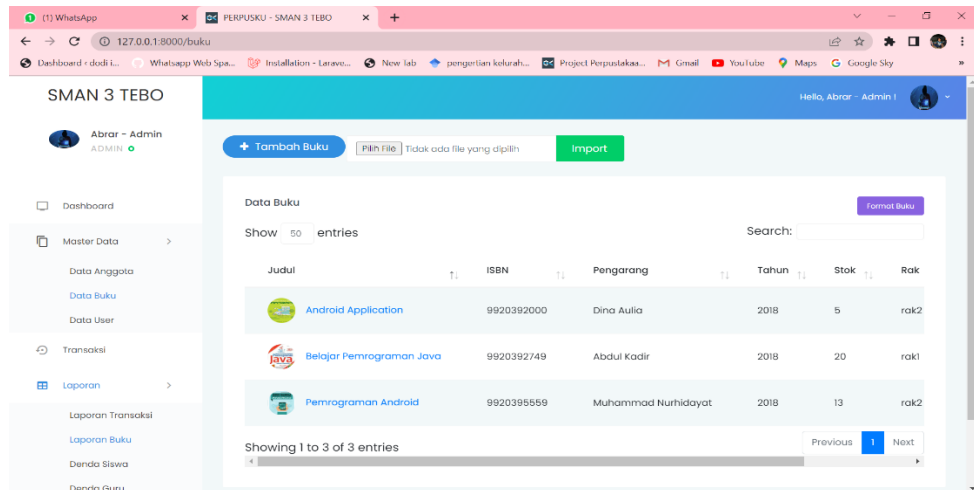 (1) WhatsApp
PERPUSKU - SMAN 3 TEBO
127.0.0.1:8000/buku
Dashboard ‹ dodi i...
Whatsapp Web Spa...
Installation - Larave...
New lab
pengertian kelurah...
Project Perpustakaa...
Gmail
YouTube
Maps
Google Sky
»
SMAN 3 TEBO
Hello, Abrar - Admin !
Abrar - Admin
ADMIN
Dashboard
Master Data
Data Anggota
Data Buku
Data User
Transaksi
Laporan
Laporan Transaksi
Laporan Buku
Denda Siswa
Denda Guru
+ Tambah Buku
Pilih File Tidak ada file yang dipilih
Import
Data Buku
Format Buku
Show 50 entries
Search:
Judul ISBN Pengarang Tahun Stok Rak
Android Application 9920392000 Dina Aulia 2018 5 rak2
Belajar Pemrograman Java 9920392749 Abdul Kadir 2018 20 rak1
Pemrograman Android 9920395559 Muhammad Nurhidayat 2018 13 rak2
Showing 1 to 3 of 3 entries
Previous 1 Next